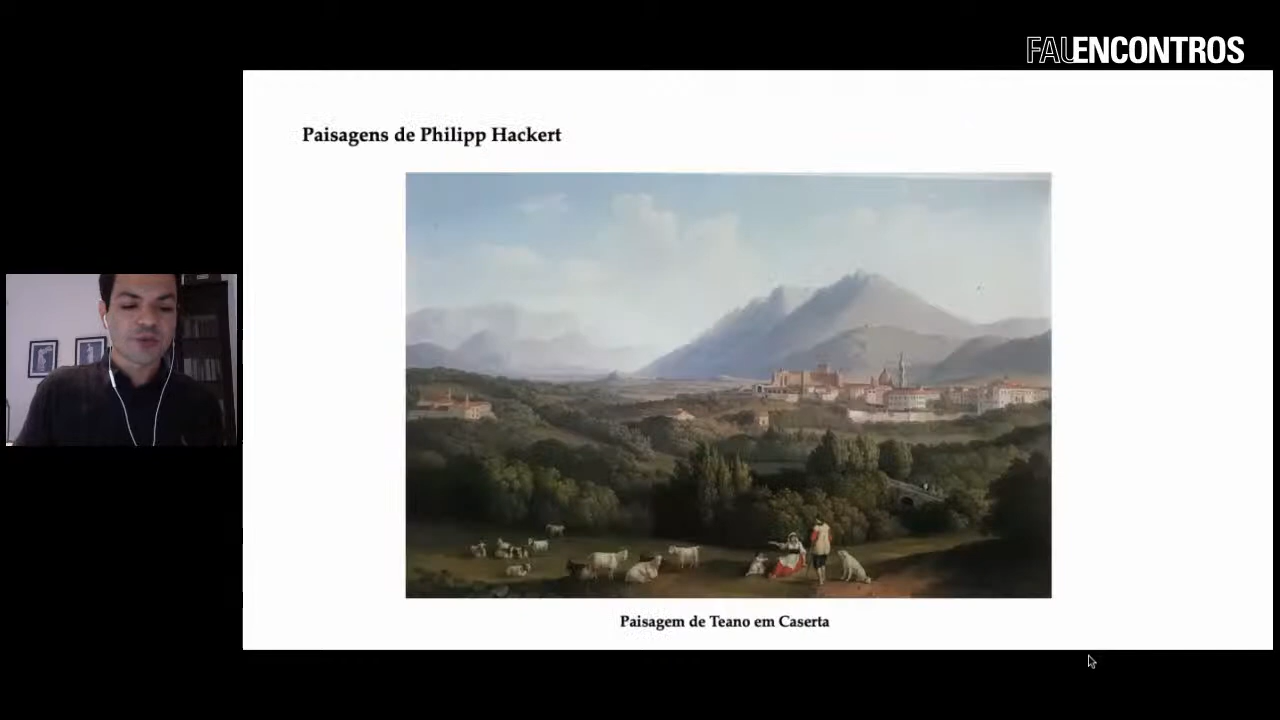 FAUENCONTROS
Paisagens de Philipp Hackert
Paisagem de Teano em Caserta